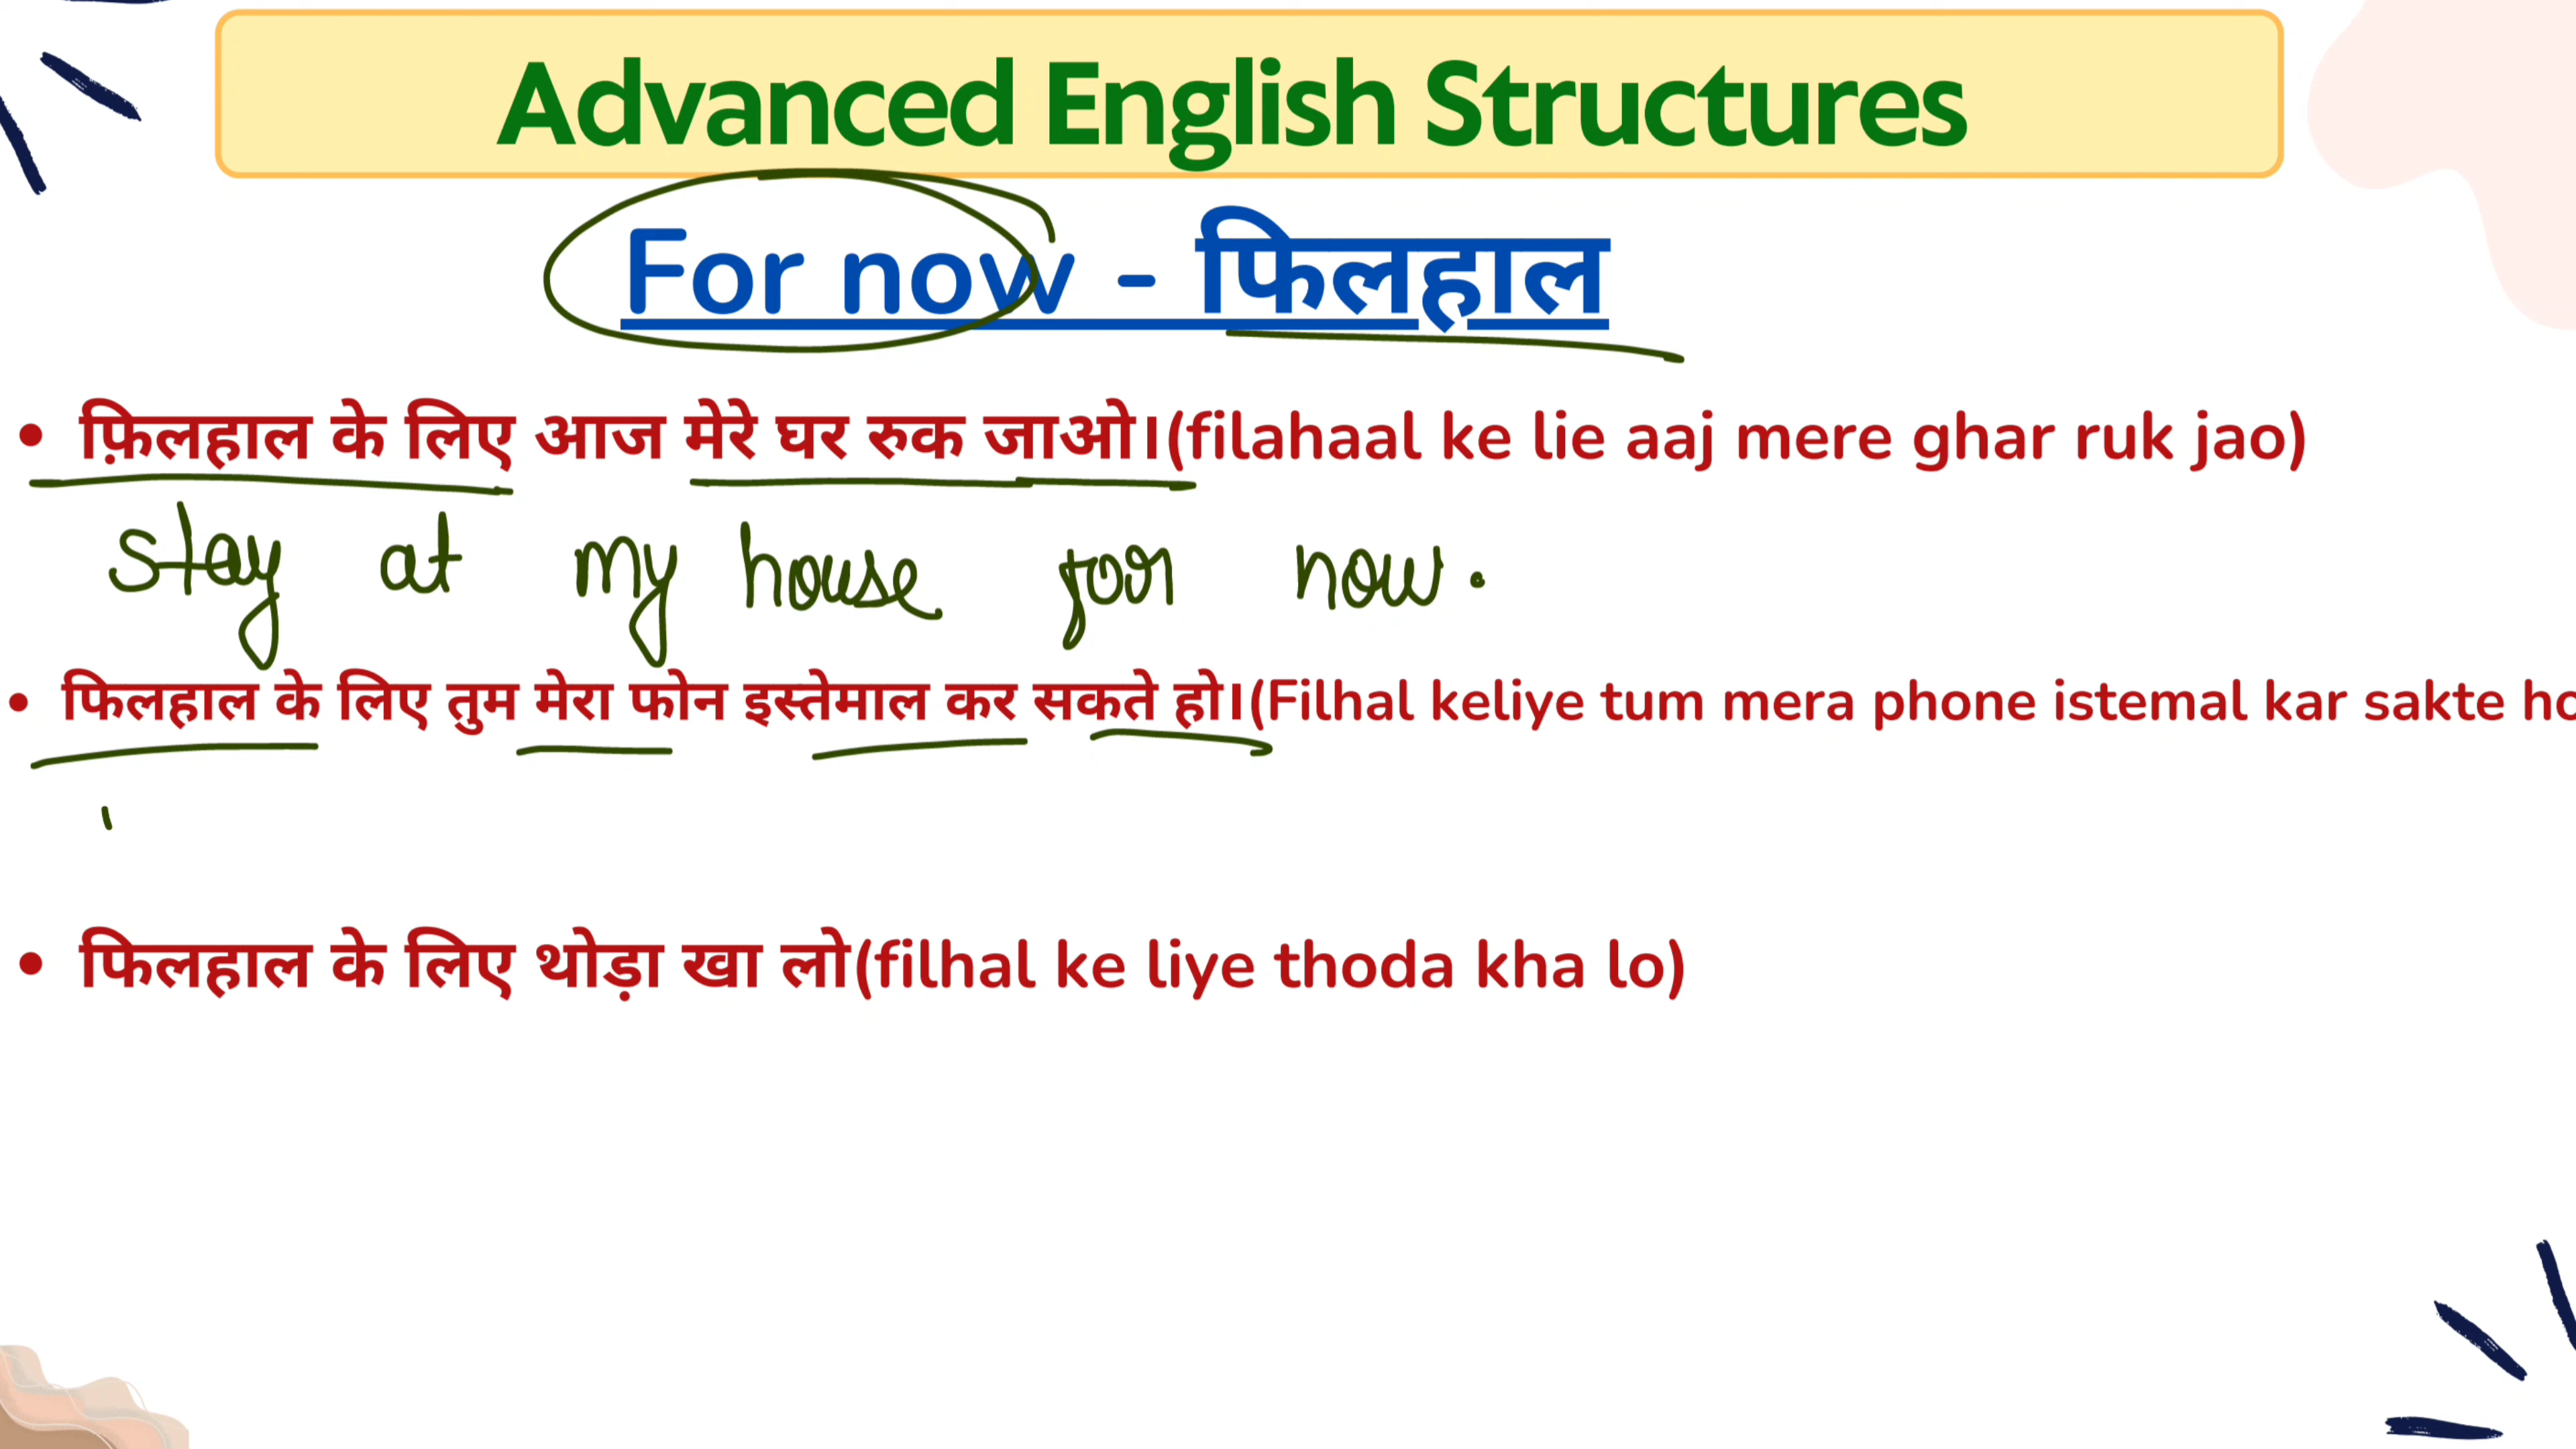 Advanced English Structures
For now - फिलहाल
• फ़िलहाल के लिए आज मेरे घर रुक जाओ।(filahaal ke lie aaj mere ghar ruk jao)
stay at my house for now.
• फिलहाल के लिए तुम मेरा फोन इस्तेमाल कर सकते हो।(Filhal keliye tum mera phone istemal kar sakte ho
• फिलहाल के लिए थोड़ा खा लो(filhal ke liye thoda kha lo)